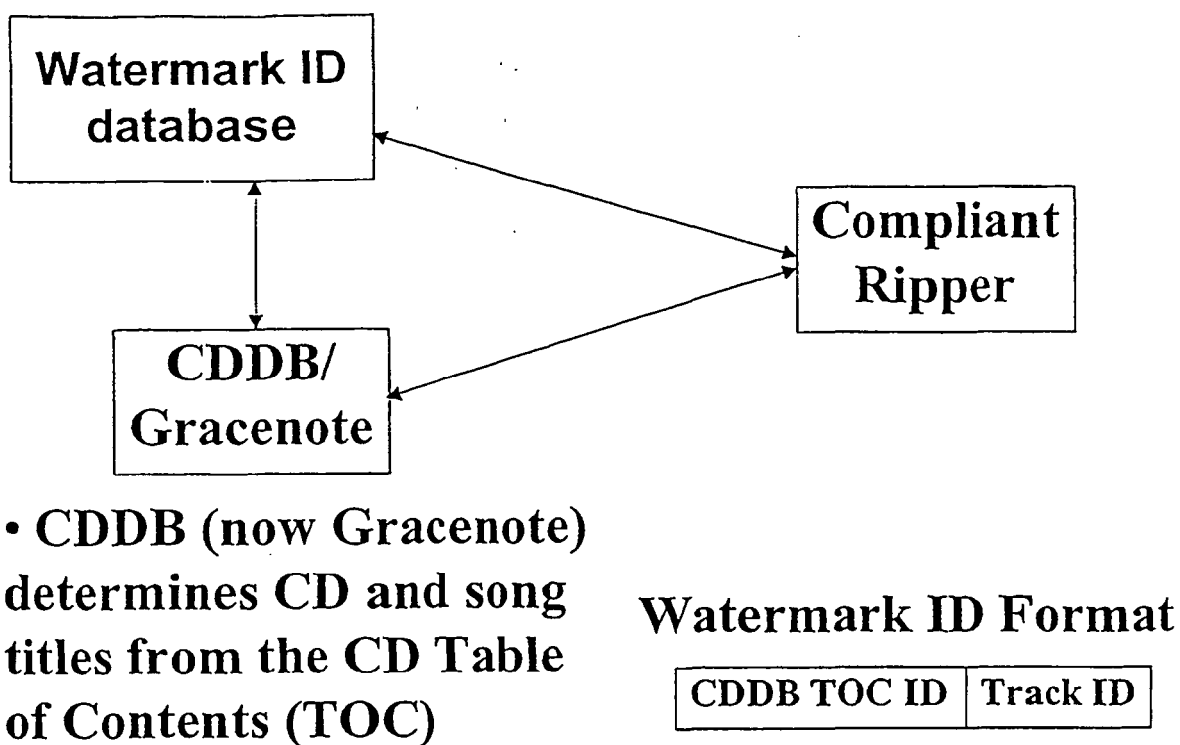 Watermark ID
database
Compliant
Ripper
CDDB/
Gracenote
• CDDB (now Gracenote)
determines CD and song
titles from the CD Table
of Contents (TOC)
Watermark ID Format
CDDB TOC ID Track ID